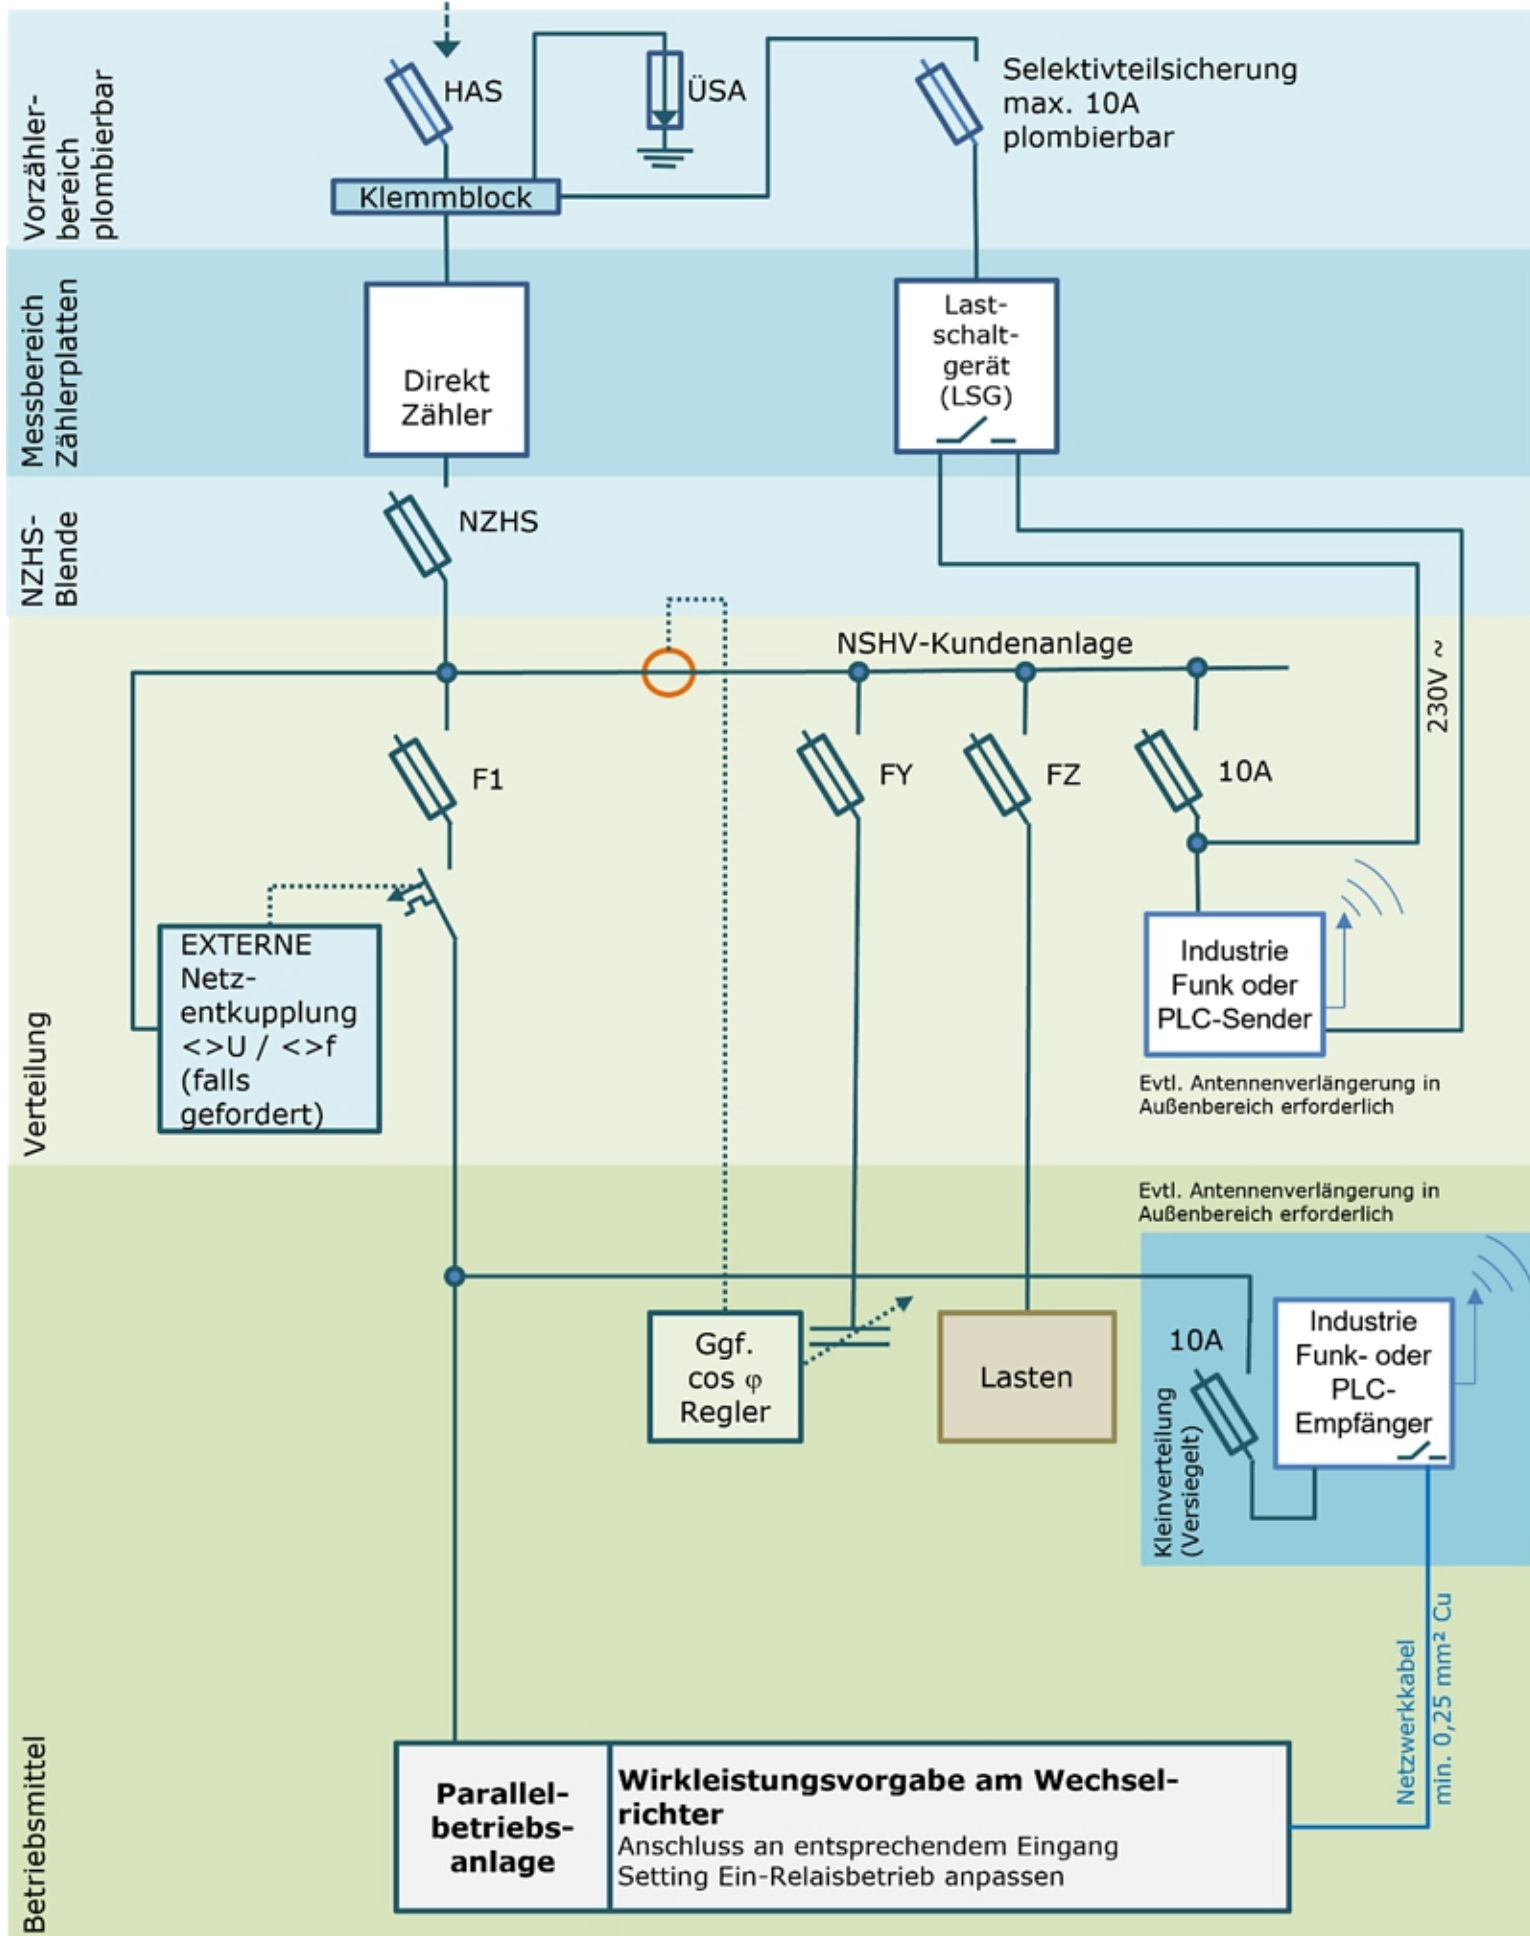 Vorzähler-
bereich
plombierbar
HAS
ÜSA
Selektivteilsicherung
max. 10A
plombierbar
Klemmblock
Messbereich
Zählerplatten
Direkt
Zähler
Last-
schalt-
gerät
(LSG)
NZHS-
Blende
NZHS
NSHV-Kundenanlage
230V ~
Verteilung
F1
FY
FZ
10A
EXTERNE
Netz-
entkupplung
<>U / <>f
(falls
gefordert)
Industrie
Funk oder
PLC-Sender
Evtl. Antennenverlängerung in
Außenbereich erforderlich
Betriebsmittel
Evtl. Antennenverlängerung in
Außenbereich erforderlich
Ggf.
cos φ
Regler
Lasten
10A
Kleinverteilung
(Versiegelt)
Industrie
Funk- oder
PLC-
Empfänger
Netzwerkkabel
min. 0,25 mm² Cu
Parallel-
betriebs-
anlage
Wirkleistungsvorgabe am Wechsel-
richter
Anschluss an entsprechendem Eingang
Setting Ein-Relaisbetrieb anpassen